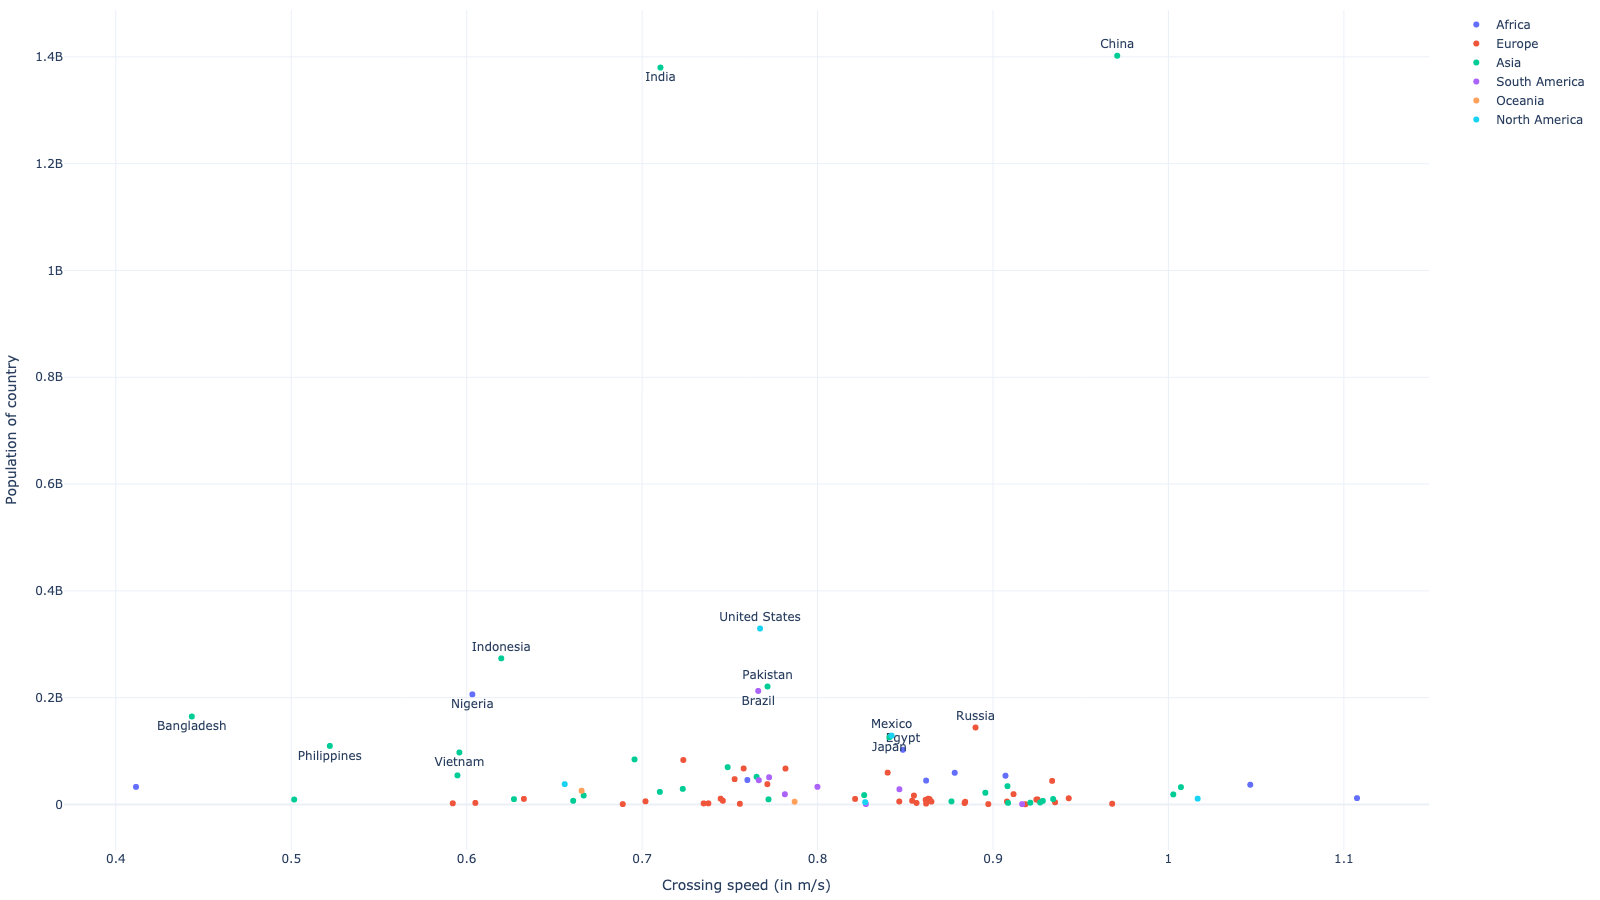 China
India
1.4B
1.2B
1B
0.8B
0.6B
0.4B
0.2B
0
United States
Indonesia
Pakistan
Nigeria
Brazil
Bangladesh
Russia
Mexico
Egypt
Japan
Philippines
Vietnam
0.4
0.5
0.6
0.7
0.8
0.9
1
1.1
Crossing speed (in m/s)
Population of country
Africa
Europe
Asia
South America
Oceania
North America